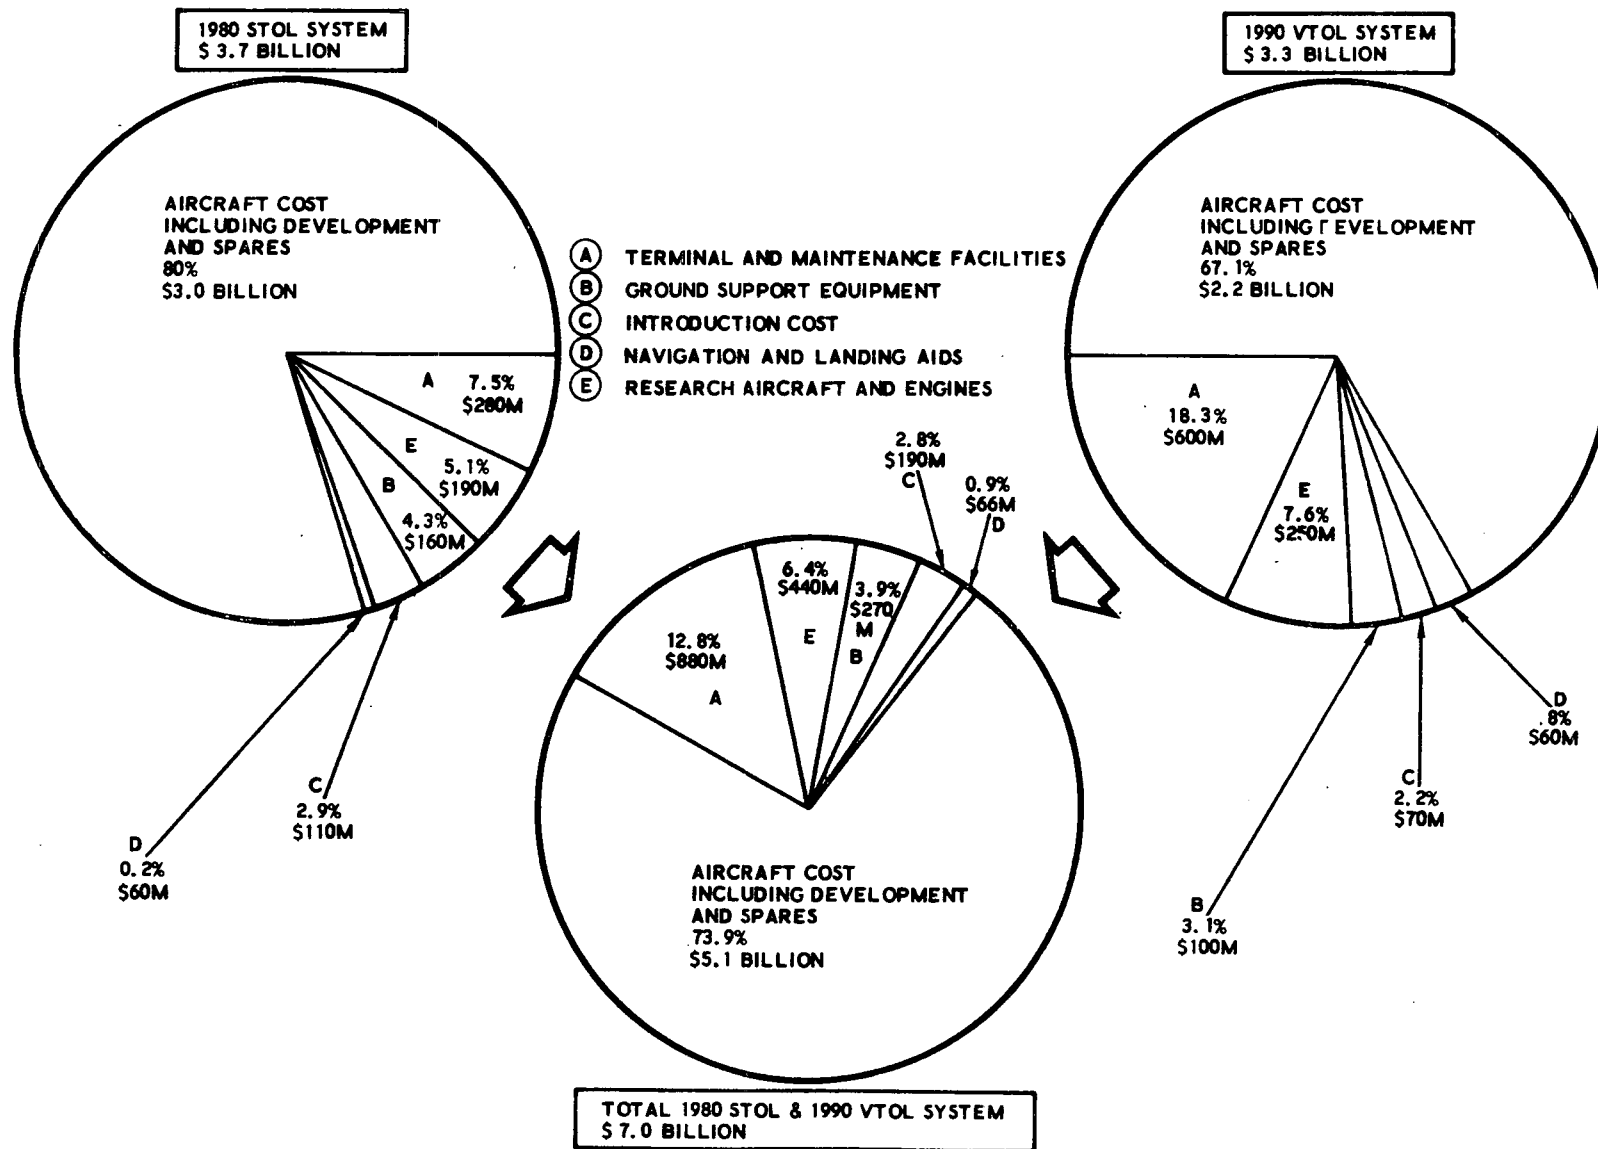 1980 STOL SYSTEM
$ 3.7 BILLION
AIRCRAFT COST
INCLUDING DEVELOPMENT
AND SPARES
80%
$3.0 BILLION
A 7.5%
$280M
E
5.1%
$190M
B
4.3%
$160M
C
2.9%
$110M
D
0.2%
$60M
A TERMINAL AND MAINTENANCE FACILITIES
B GROUND SUPPORT EQUIPMENT
C INTRODUCTION COST
D NAVIGATION AND LANDING AIDS
E RESEARCH AIRCRAFT AND ENGINES
1990 VTOL SYSTEM
$ 3.3 BILLION
AIRCRAFT COST
INCLUDING DEVELOPMENT
AND SPARES
67.1%
$2.2 BILLION
A
18.3%
$600M
E
7.6%
$250M
D
.8%
$60M
C
2.2%
$70M
B
3.1%
$100M
2.8%
$190M
C
0.9%
$66M
D
6.4%
$440M
E
3.9%
$270
M
B
12.8%
$880M
A
AIRCRAFT COST
INCLUDING DEVELOPMENT
AND SPARES
73.9%
$5.1 BILLION
TOTAL 1980 STOL & 1990 VTOL SYSTEM
$ 7.0 BILLION